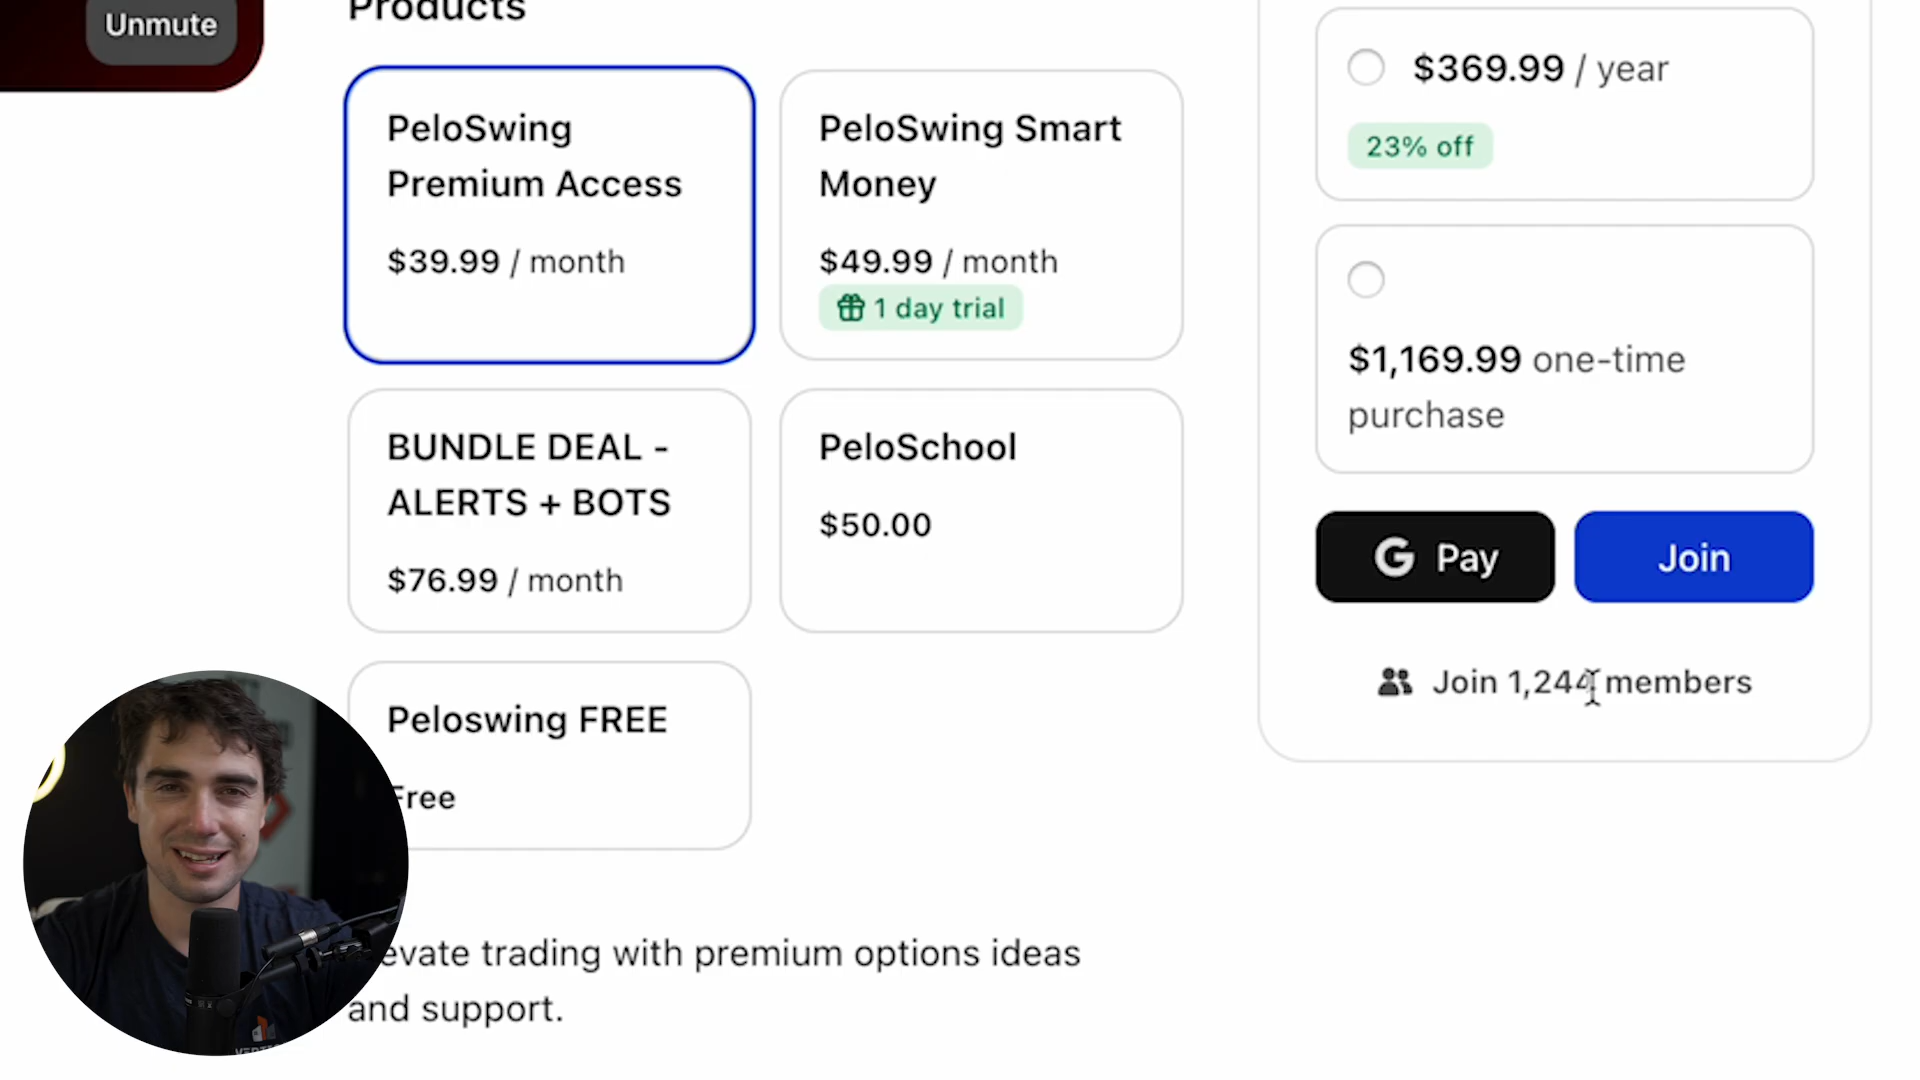 Unmute
Products
PeloSwing
Premium Access
$39.99 / month
PeloSwing Smart
Money
$49.99 / month
1 day trial
BUNDLE DEAL -
ALERTS + BOTS
$76.99 / month
PeloSchool
$50.00
Peloswing FREE
Free
evate trading with premium options ideas
and support.
$369.99 / year
23% off
$1,169.99 one-time
purchase
G Pay
Join
Join 1,244 members